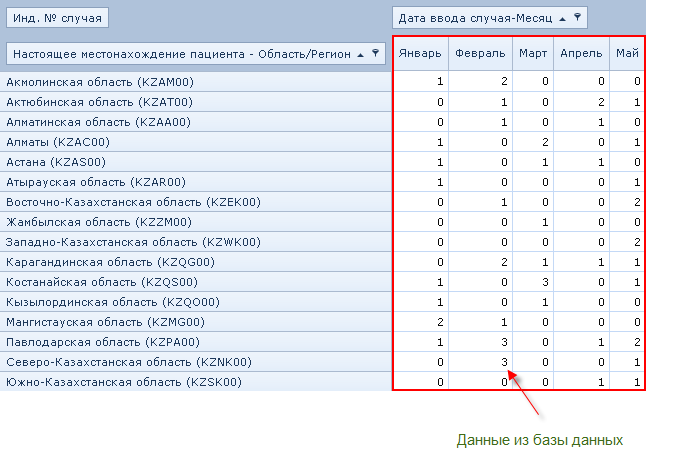 Инд. № случая
Дата ввода случая-Месяц
Настоящее местонахождение пациента - Область/Регион Январь Февраль Март Апрель Май
Акмолинская область (KZAM00) 1 2 0 0 0
Актюбинская область (KZAT00) 0 1 0 2 1
Алматинская область (KZAA00) 0 1 0 1 0
Алматы (KZAC00) 1 0 2 0 1
Астана (KZAS00) 1 0 1 1 0
Атырауская область (KZAR00) 1 0 0 0 1
Восточно-Казахстанская область (KZEK00) 0 1 0 0 2
Жамбылская область (KZZM00) 0 0 1 0 0
Западно-Казахстанская область (KZWK00) 0 0 0 0 2
Карагандинская область (KZQG00) 0 2 1 1 1
Костанайская область (KZQS00) 1 0 3 0 1
Кызылординская область (KZQO00) 1 0 1 0 0
Мангистауская область (KZMG00) 2 1 0 0 0
Павлодарская область (KZPA00) 1 3 0 1 2
Северо-Казахстанская область (KZNK00) 0 3 0 0 1
Южно-Казахстанская область (KZSK00) 0 0 0 1 1
Данные из базы данных